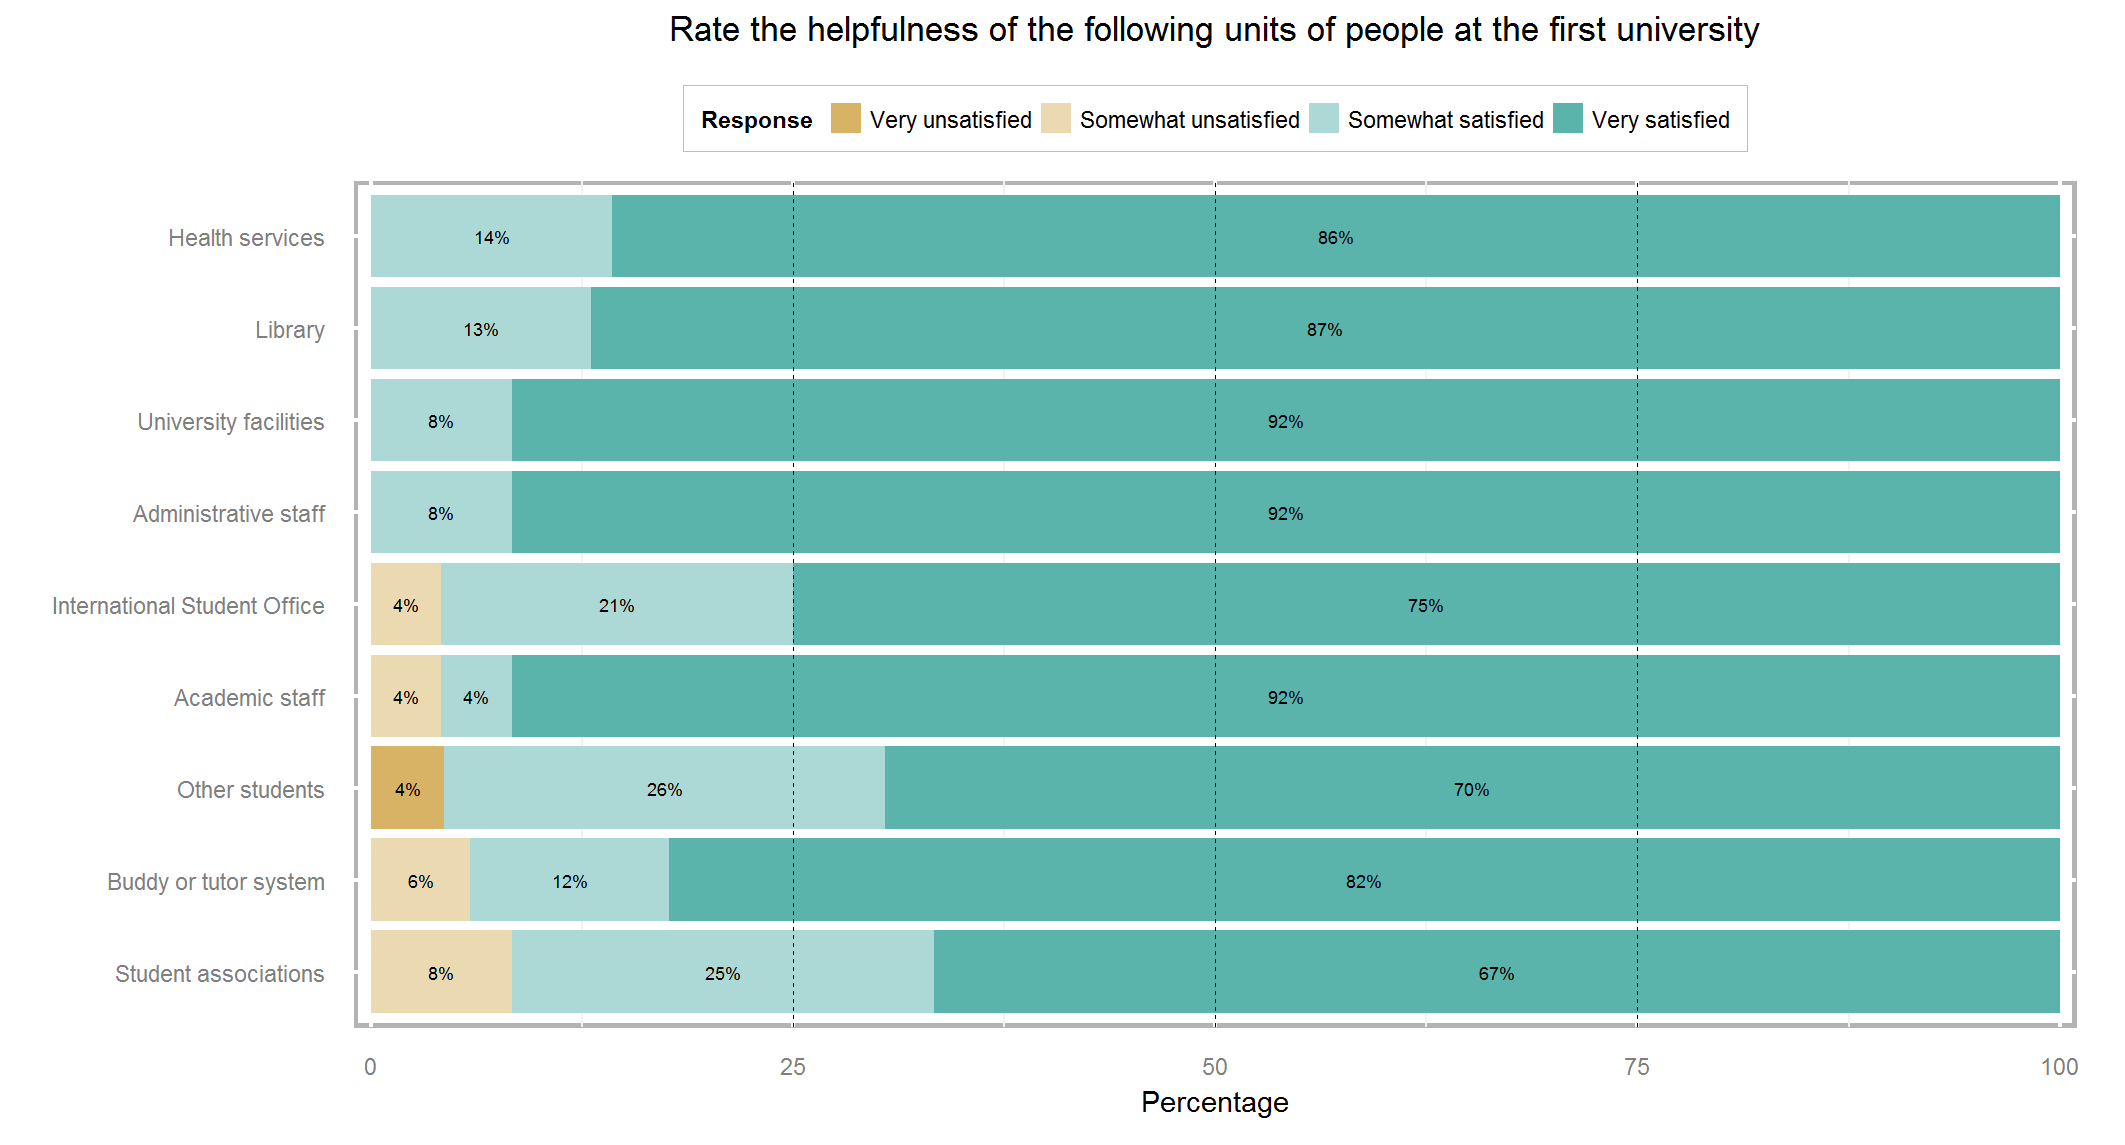 Rate the helpfulness of the following units of people at the first university
Response Very unsatisfied Somewhat unsatisfied Somewhat satisfied Very satisfied
Health services 14% 86%
Library 13% 87%
University facilities 8% 92%
Administrative staff 8% 92%
International Student Office 4% 21% 75%
Academic staff 4% 4% 92%
Other students 4% 26% 70%
Buddy or tutor system 6% 12% 82%
Student associations 8% 25% 67%
0 25 50 75 100
Percentage